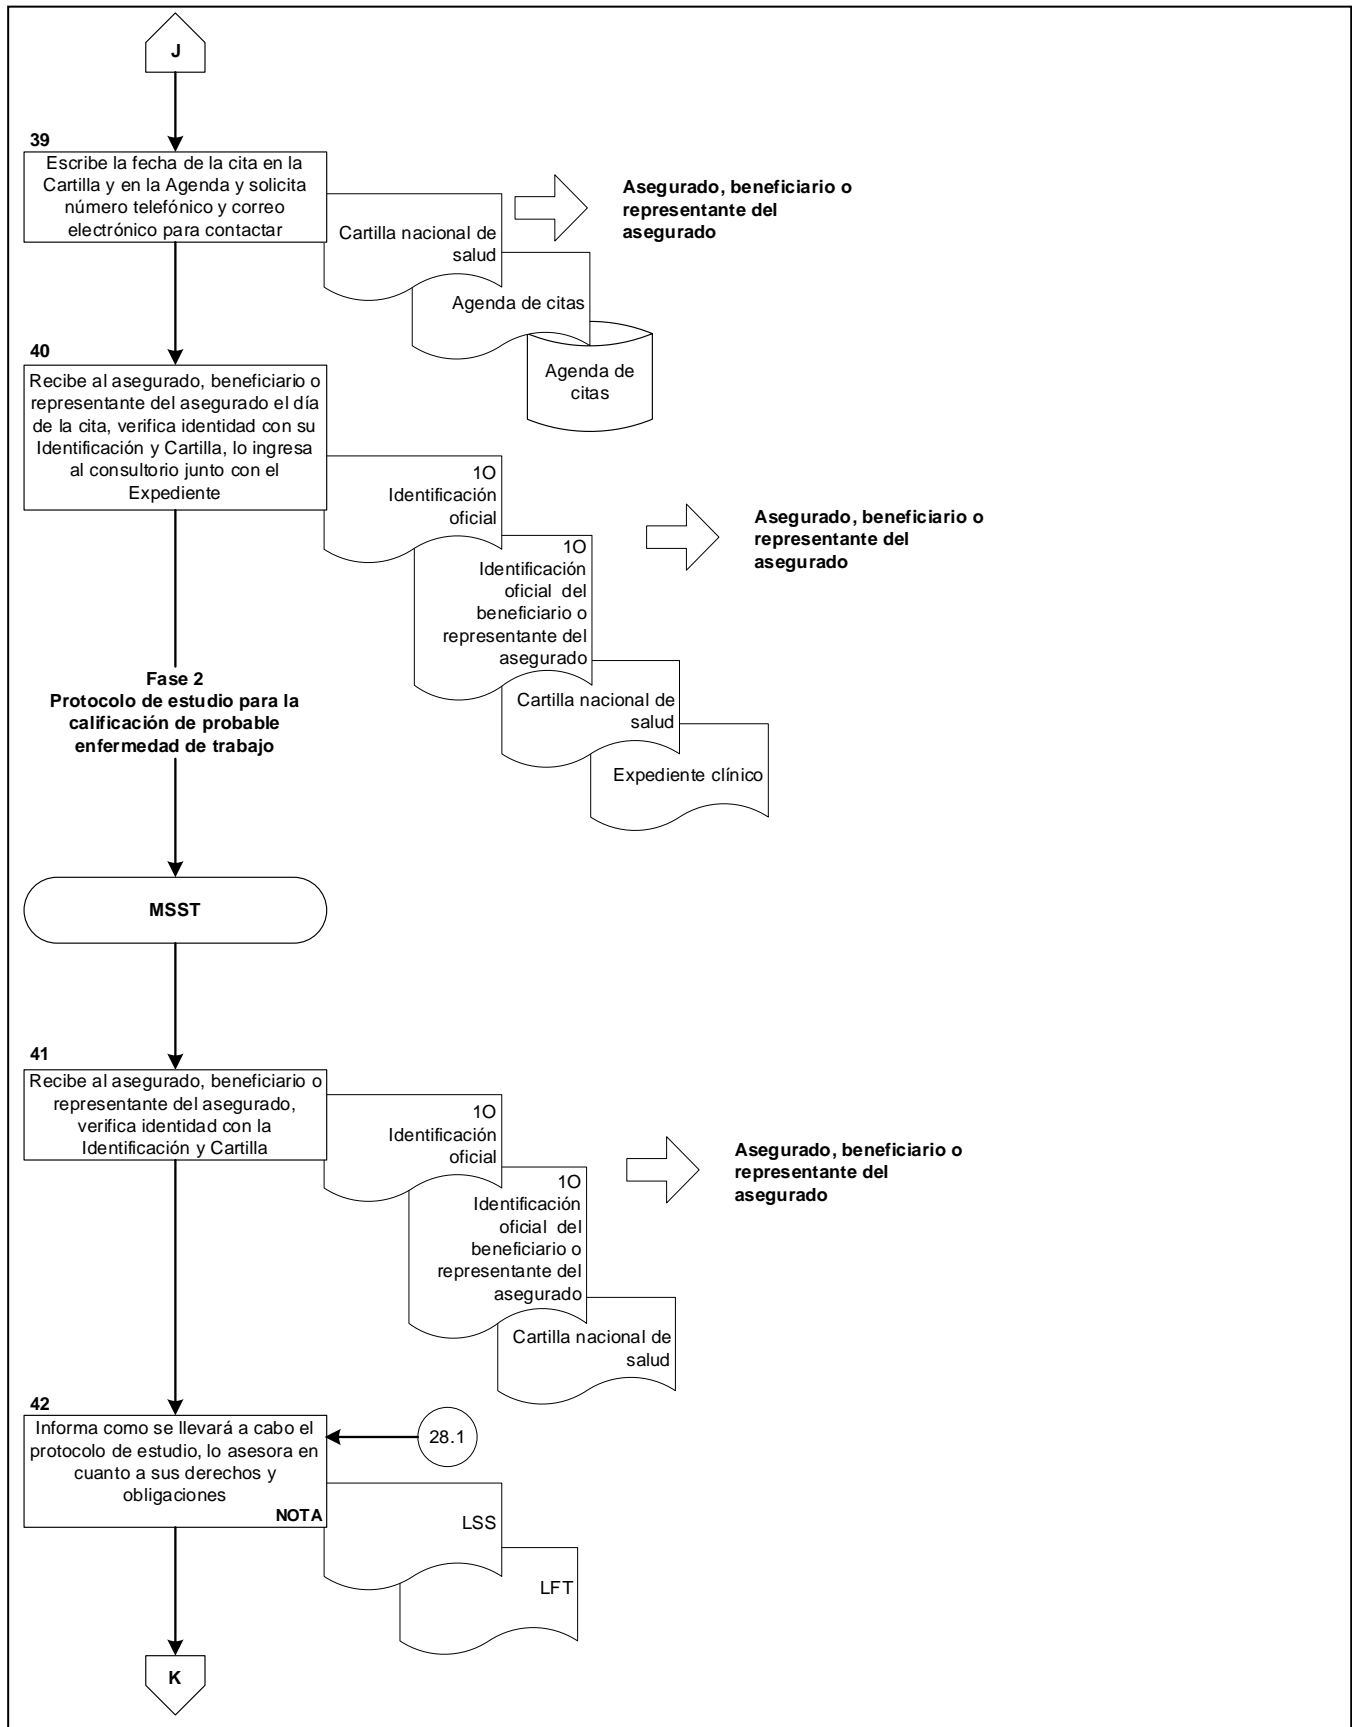 J
39
Escribe la fecha de la cita en la
Cartilla y en la Agenda y solicita
número telefónico y correo
electrónico para contactar
Cartilla nacional de
salud
Agenda de citas
Agenda de
citas
Asegurado, beneficiario o
representante del
asegurado
40
Recibe al asegurado, beneficiario o
representante del asegurado el día
de la cita, verifica identidad con su
Identificación y Cartilla, lo ingresa
al consultorio junto con el
Expediente
1O
Identificación
oficial
1O
Identificación
oficial del
beneficiario o
representante del
asegurado
Cartilla nacional de
salud
Expediente clínico
Asegurado, beneficiario o
representante del
asegurado
Fase 2
Protocolo de estudio para la
calificación de probable
enfermedad de trabajo
MSST
41
Recibe al asegurado, beneficiario o
representante del asegurado,
verifica identidad con la
Identificación y Cartilla
1O
Identificación
oficial
1O
Identificación
oficial del
beneficiario o
representante del
asegurado
Cartilla nacional de
salud
Asegurado, beneficiario o
representante del
asegurado
42
Informa como se llevará a cabo el
protocolo de estudio, lo asesora en
cuanto a sus derechos y
obligaciones
NOTA
28.1
LSS
LFT
K